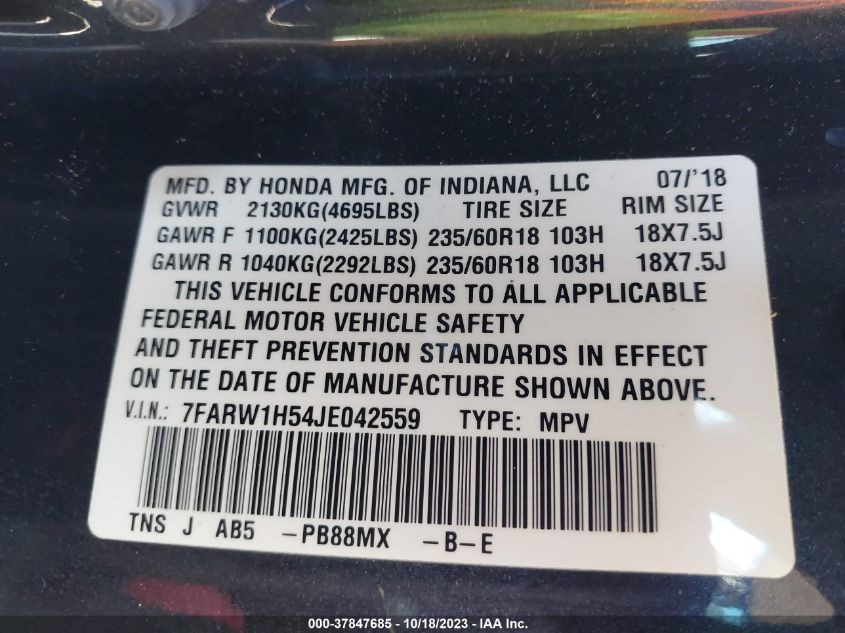 MFD. BY HONDA MFG. OF INDIANA, LLC 07/'18
GVWR 2130KG(4695LBS) TIRE SIZE RIM SIZE
GAWR F 1100KG(2425LBS) 235/60R18 103H 18X7.5J
GAWR R 1040KG(2292LBS) 235/60R18 103H 18X7.5J
THIS VEHICLE CONFORMS TO ALL APPLICABLE
FEDERAL MOTOR VEHICLE SAFETY
AND THEFT PREVENTION STANDARDS IN EFFECT
ON THE DATE OF MANUFACTURE SHOWN ABOVE.
V.I.N.: 7FARW1H54JE042559 TYPE: MPV
TNS J AB5 -PB88MX -B-E
000-37847685 - 10/18/2023 - IAA Inc.